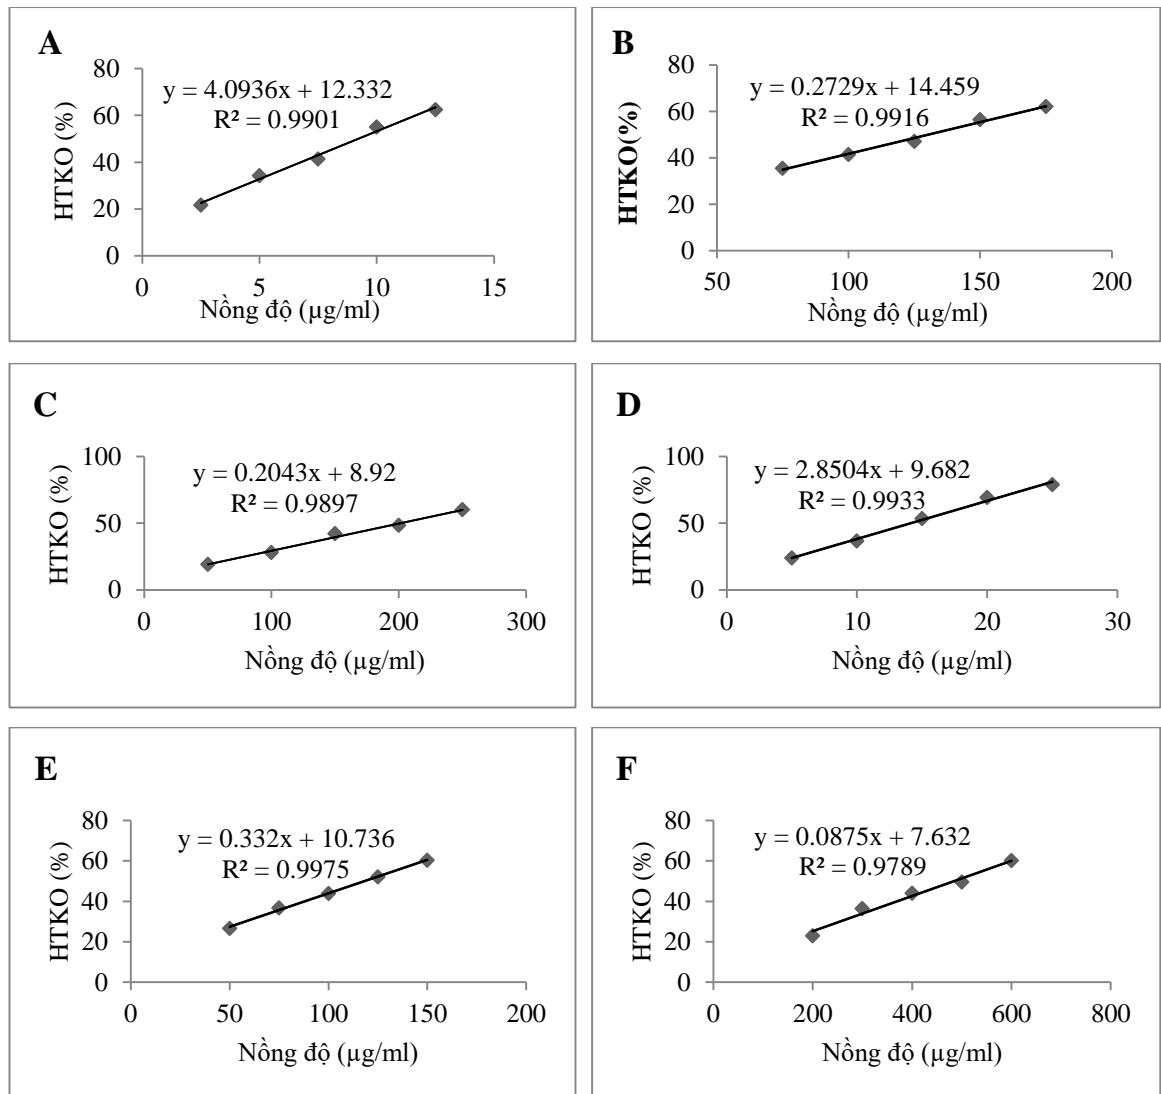 A
y = 4.0936x + 12.332
R² = 0.9901
HTKO (%)
80
60
40
20
0
0 5 10 15
Nồng độ (µg/ml)
B
y = 0.2729x + 14.459
R² = 0.9916
HTKO(%)
80
60
40
20
0
50 100 150 200
Nồng độ (µg/ml)
C
y = 0.2043x + 8.92
R² = 0.9897
HTKO (%)
100
50
0
0 100 200 300
Nồng độ (µg/ml)
D
y = 2.8504x + 9.682
R² = 0.9933
HTKO (%)
100
50
0
0 10 20 30
Nồng độ (µg/ml)
E
y = 0.332x + 10.736
R² = 0.9975
HTKO (%)
80
60
40
20
0
0 50 100 150 200
Nồng độ (µg/ml)
F
y = 0.0875x + 7.632
R² = 0.9789
HTKO (%)
80
60
40
20
0
0 200 400 600 800
Nồng độ (µg/ml)